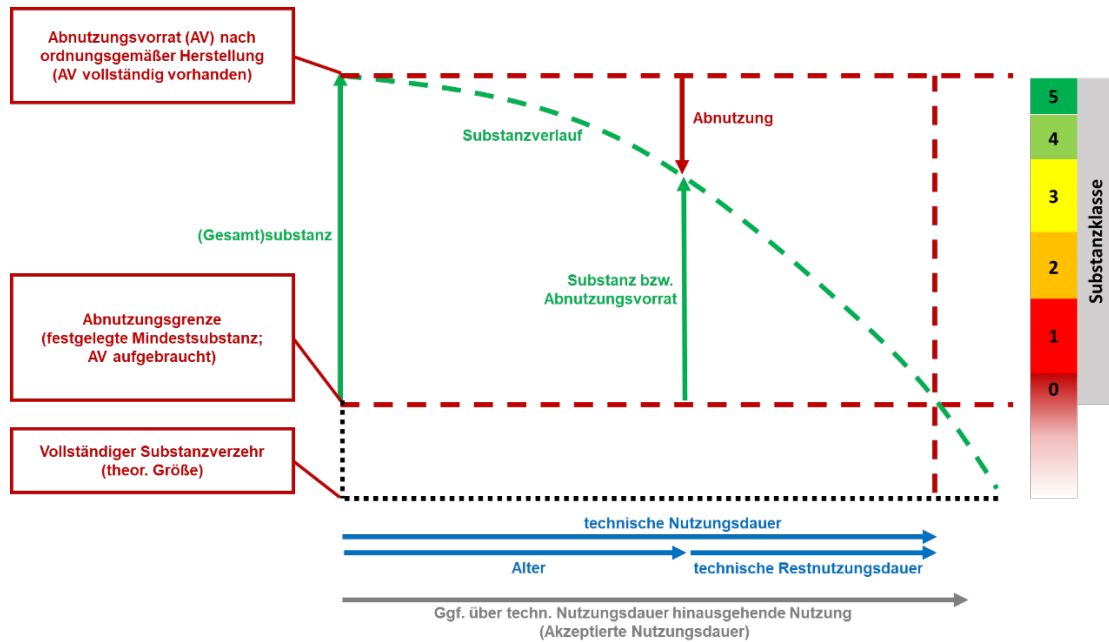 Abnutzungsvorrat (AV) nach
ordnungsgemäßer Herstellung
(AV vollständig vorhanden)
Abnutzung
Substanzverlauf
(Gesamt)substanz
Substanz bzw.
Abnutzungsvorrat
Abnutzungsgrenze
(festgelegte Mindestsubstanz;
AV aufgebraucht)
Vollständiger Substanzverzehr
(theor. Größe)
5
4
3
2
1
0
Substanzklasse
technische Nutzungsdauer
Alter
technische Restnutzungsdauer
Ggf. über techn. Nutzungsdauer hinausgehende Nutzung
(Akzeptierte Nutzungsdauer)